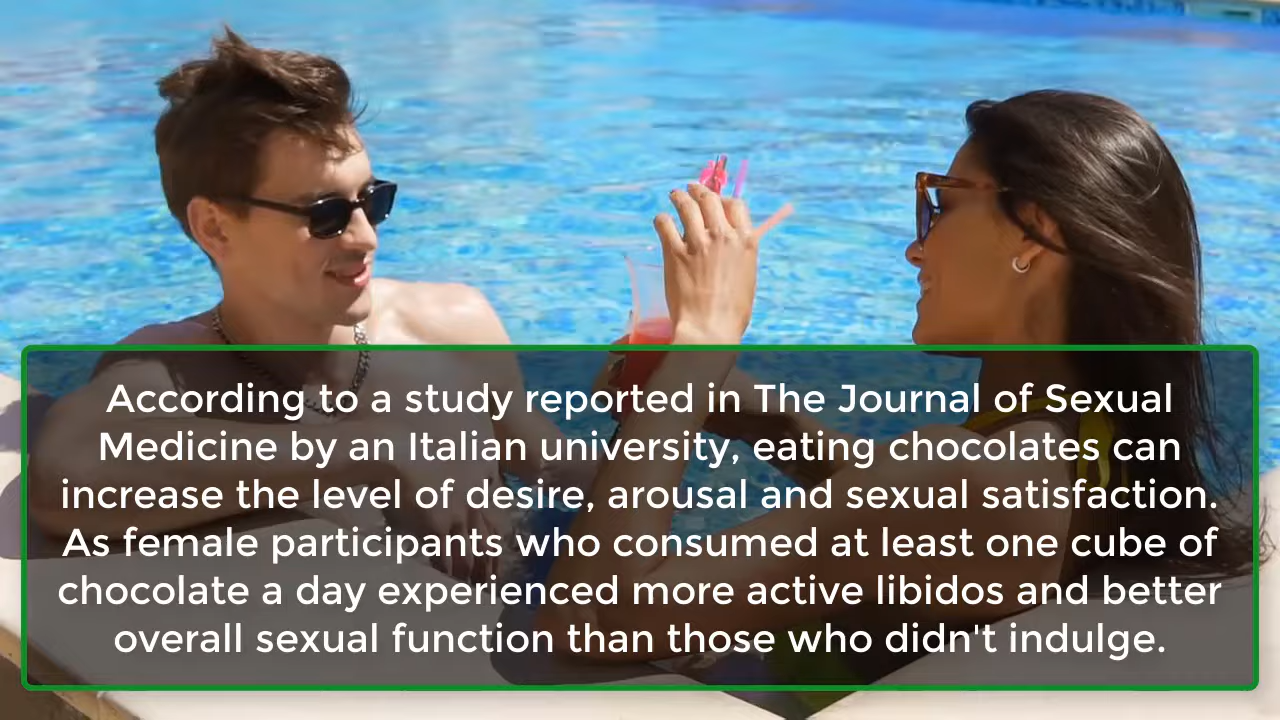 According to a study reported in The Journal of Sexual
Medicine by an Italian university, eating chocolates can
increase the level of desire, arousal and sexual satisfaction.
As female participants who consumed at least one cube of
chocolate a day experienced more active libidos and better
overall sexual function than those who didn't indulge.